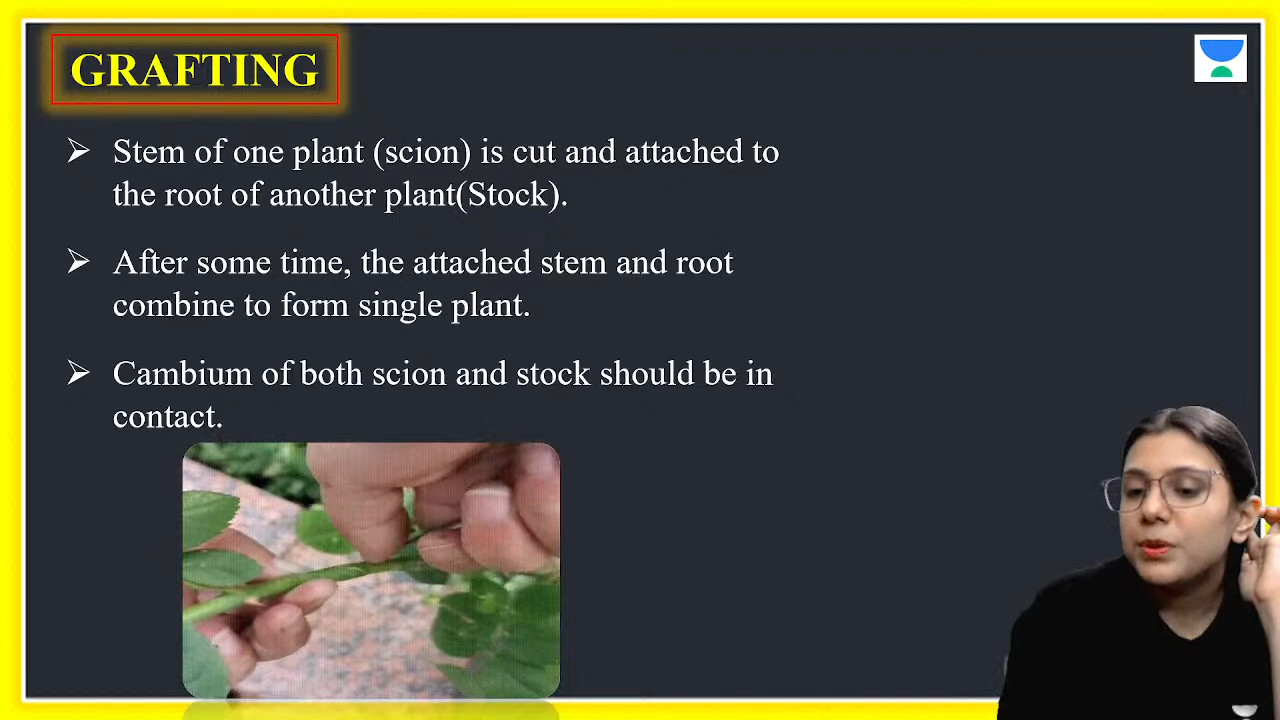 GRAFTING
➢ Stem of one plant (scion) is cut and attached to
the root of another plant(Stock).
➢ After some time, the attached stem and root
combine to form single plant.
➢ Cambium of both scion and stock should be in
contact.